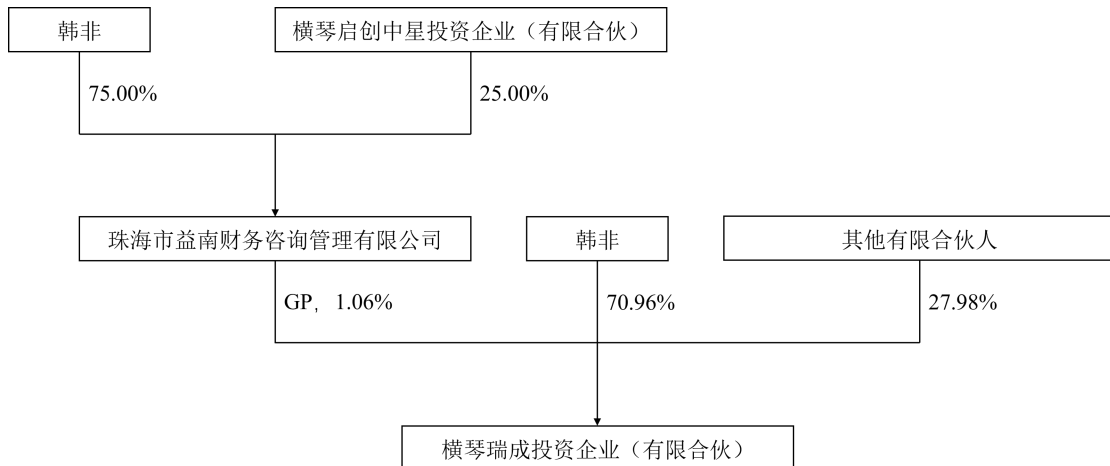 韩非
横琴启创中星投资企业（有限合伙）
75.00%
25.00%
珠海市益南财务咨询管理有限公司
韩非
其他有限合伙人
GP，1.06%
70.96%
27.98%
横琴瑞成投资企业（有限合伙）